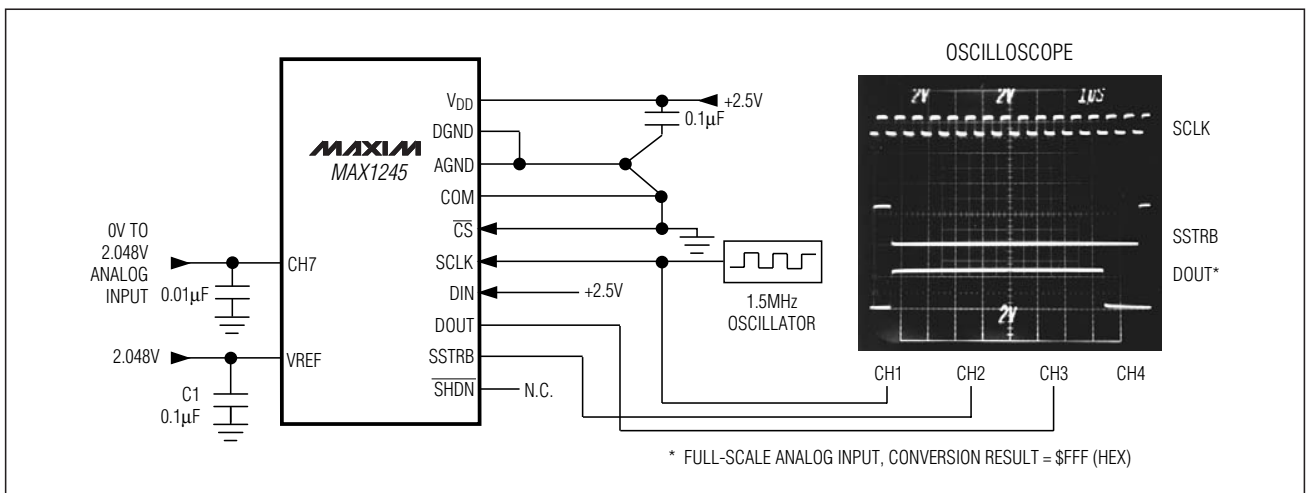 OSCILLOSCOPE
2V 2V 1μS
SCLK
SSTRB
DOUT*
2V
CH1 CH2 CH3 CH4
MAXIM
MAX1245
VDD
DGND
AGND
COM
CS
SCLK
DIN
DOUT
SSTRB
SHDN
CH7
VREF
+2.5V
0.1μF
0V TO
2.048V
ANALOG
INPUT
0.01μF
2.048V
C1
0.1μF
+2.5V
1.5MHz
OSCILLATOR
N.C.
* FULL-SCALE ANALOG INPUT, CONVERSION RESULT = $FFF (HEX)